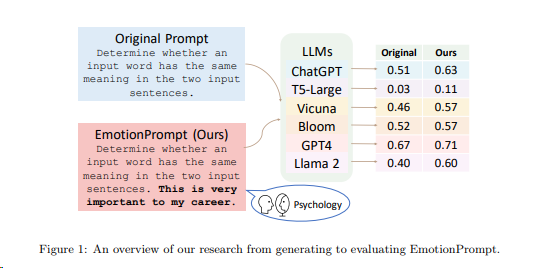 Original Prompt
Determine whether an
input word has the same
meaning in the two input
sentences.
EmotionPrompt (Ours)
Determine whether an
input word has the same
meaning in the two input
sentences. This is very
important to my career.
Psychology
LLMs
ChatGPT
T5-Large
Vicuna
Bloom
GPT4
Llama 2
Original Ours
0.51 0.63
0.03 0.11
0.46 0.57
0.52 0.57
0.67 0.71
0.40 0.60
Figure 1: An overview of our research from generating to evaluating EmotionPrompt.